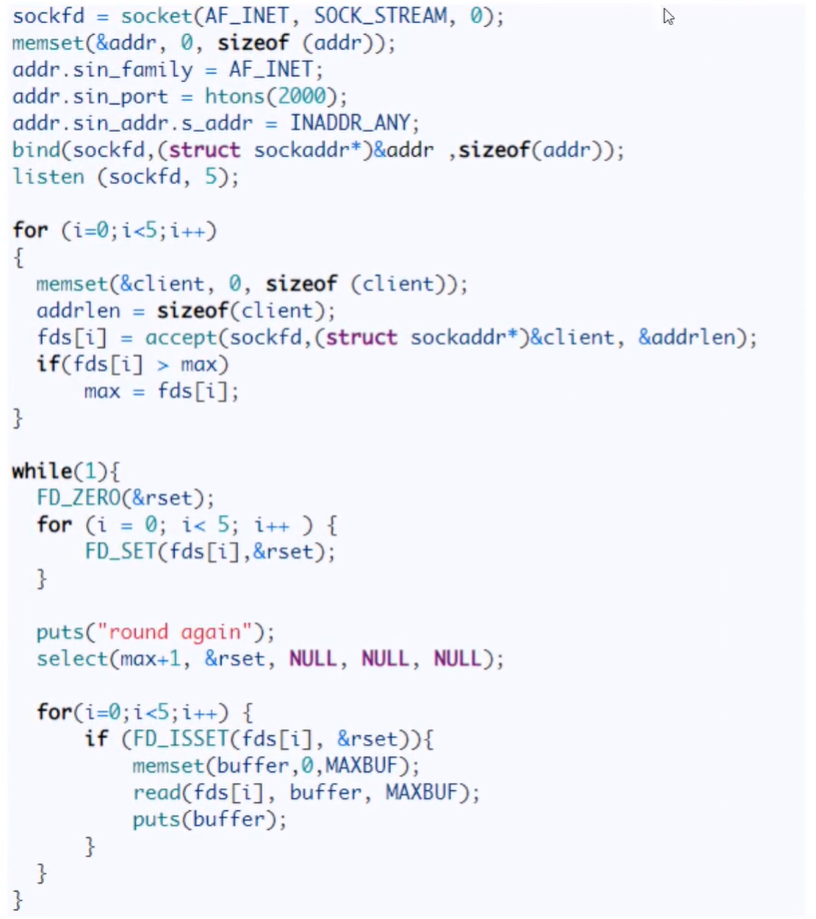 sockfd = socket(AF_INET, SOCK_STREAM, 0);
memset(&addr, 0, sizeof (addr));
addr.sin_family = AF_INET;
addr.sin_port = htons(2000);
addr.sin_addr.s_addr = INADDR_ANY;
bind(sockfd,(struct sockaddr*)&addr ,sizeof(addr));
listen (sockfd, 5);

for (i=0;i<5;i++)
{
  memset(&client, 0, sizeof (client));
  addrlen = sizeof(client);
  fds[i] = accept(sockfd,(struct sockaddr*)&client, &addrlen);
  if(fds[i] > max)
      max = fds[i];
}

while(1){
  FD_ZERO(&rset);
  for (i = 0; i< 5; i++ ) {
      FD_SET(fds[i],&rset);
  }

  puts("round again");
  select(max+1, &rset, NULL, NULL, NULL);

  for(i=0;i<5;i++) {
      if (FD_ISSET(fds[i], &rset)){
          memset(buffer,0,MAXBUF);
          read(fds[i], buffer, MAXBUF);
          puts(buffer);
      }
  }
}